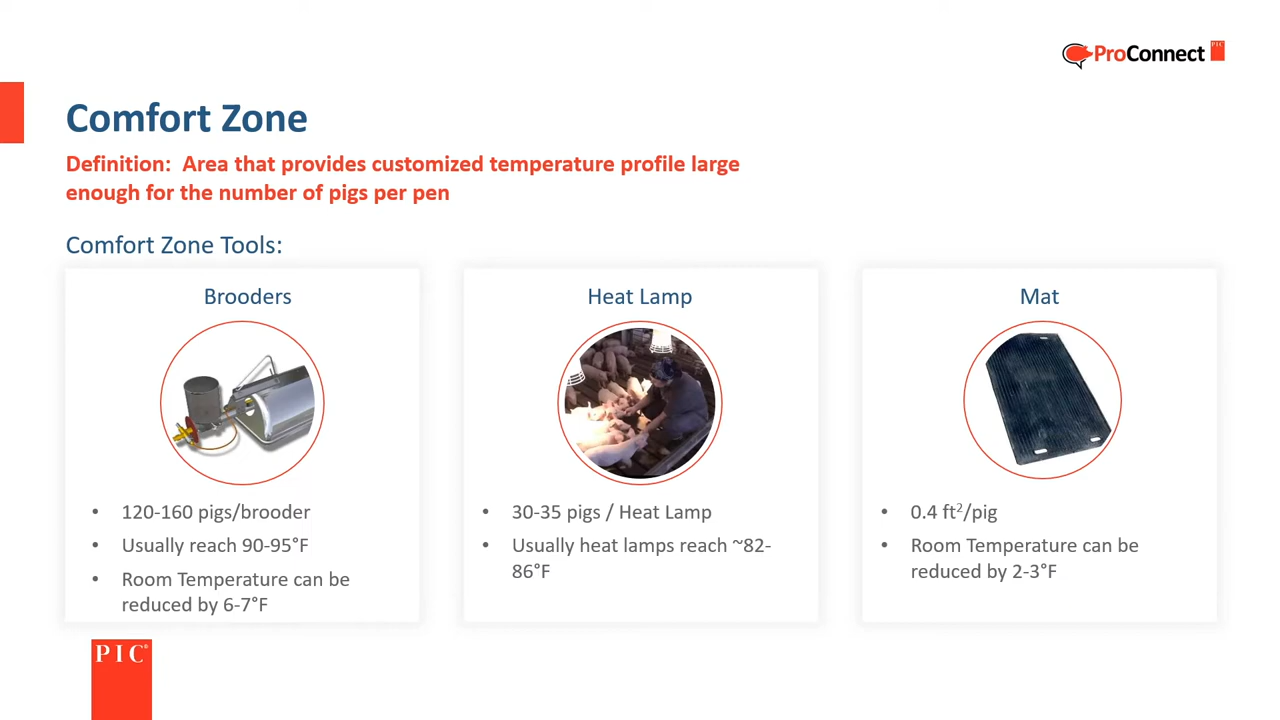 ProConnect PIC
Comfort Zone
Definition: Area that provides customized temperature profile large
enough for the number of pigs per pen
Comfort Zone Tools:
Brooders
• 120-160 pigs/brooder
• Usually reach 90-95°F
• Room Temperature can be
reduced by 6-7°F
Heat Lamp
• 30-35 pigs / Heat Lamp
• Usually heat lamps reach ~82-
86°F
Mat
• 0.4 ft²/pig
• Room Temperature can be
reduced by 2-3°F
PIC®